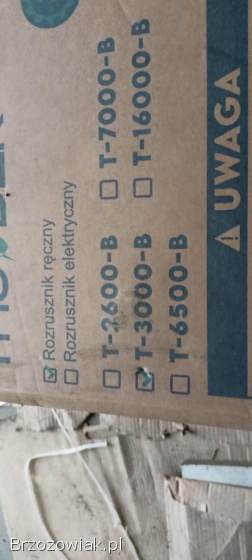 Rozrusznik ręczny
Rozrusznik elektryczny
T-2600-B
T-7000-B
T-3000-B
T-16000-B
T-6500-B
⚠ UWAGA
Brzozowiak.pl